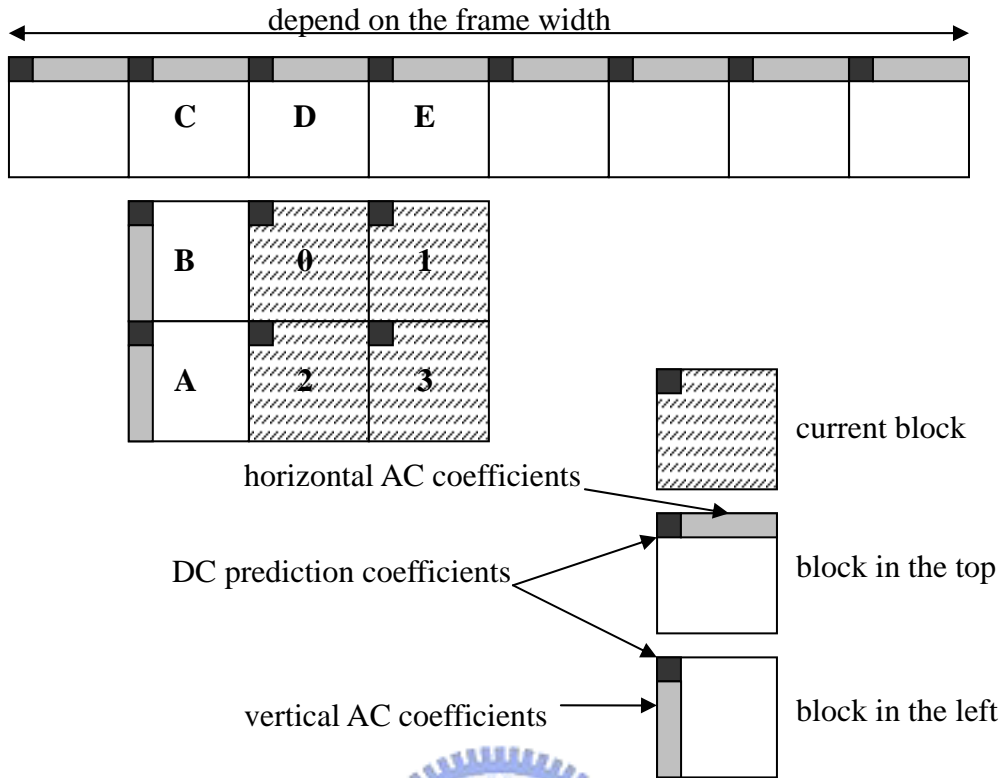 depend on the frame width
C D E
B 0 1
A 2 3
current block
horizontal AC coefficients
DC prediction coefficients
block in the top
vertical AC coefficients
block in the left